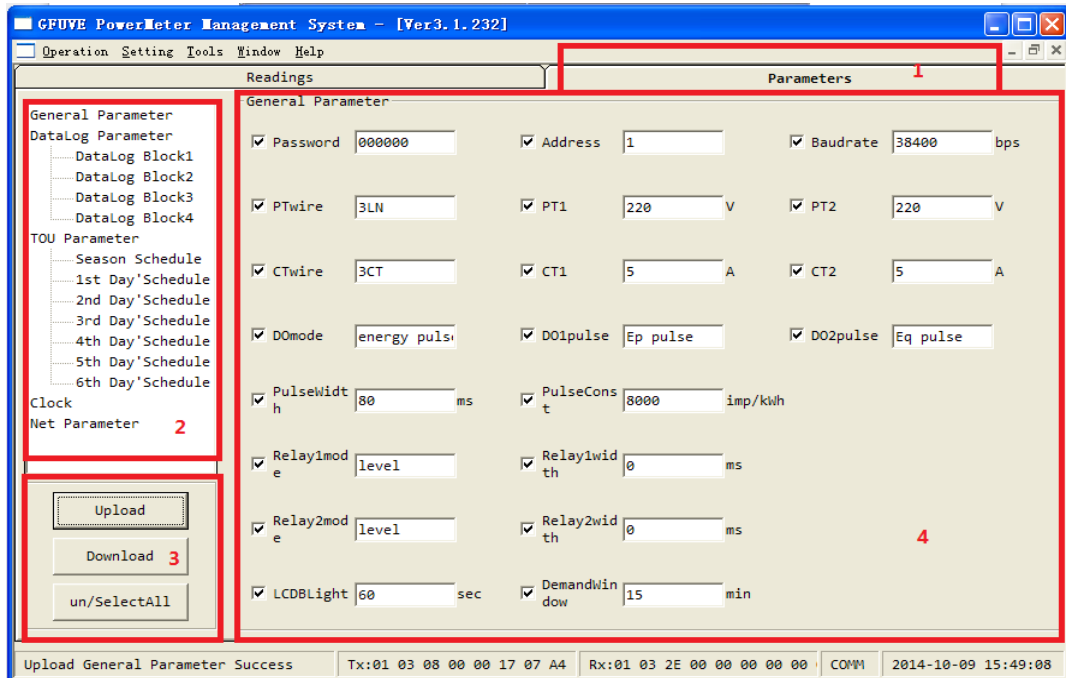 GFUVE PowerMeter Management System - [Ver3.1.232]
Operation Setting Tools Window Help
Readings
Parameters
1
General Parameter
DataLog Parameter
DataLog Block1
DataLog Block2
DataLog Block3
DataLog Block4
TOU Parameter
Season Schedule
1st Day'Schedule
2nd Day'Schedule
3rd Day'Schedule
4th Day'Schedule
5th Day'Schedule
6th Day'Schedule
Clock
Net Parameter
2
Upload
Download
3
un/SelectAll
General Parameter
Password 000000 Address 1 Baudrate 38400 bps
PTwire 3LN PT1 220 V PT2 220 V
CTwire 3CT CT1 5 A CT2 5 A
DOmode energy puls DO1pulse Ep pulse DO2pulse Eq pulse
PulseWidt
h 80 ms PulseCons
t 8000 imp/kWh
Relay1mod
e level Relay1wid
th 0 ms
Relay2mod
e level Relay2wid
th 0 ms
4
LCDBLight 60 sec DemandWin
dow 15 min
Upload General Parameter Success Tx:01 03 08 00 00 17 07 A4 Rx:01 03 2E 00 00 00 00 00 COMM 2014-10-09 15:49:08